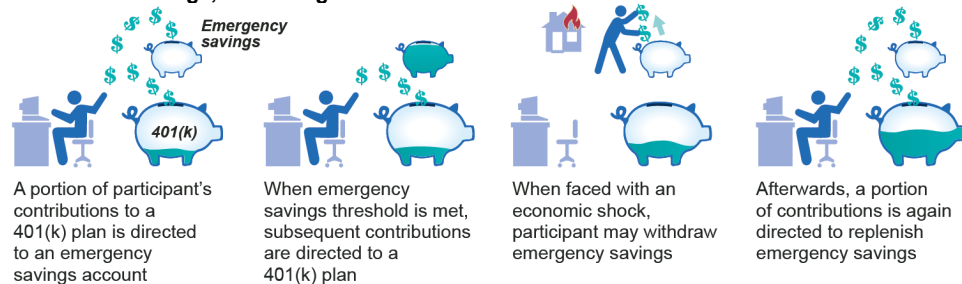 Emergency
savings
401(k)
A portion of participant's
contributions to a
401(k) plan is directed
to an emergency
savings account
When emergency
savings threshold is met,
subsequent contributions
are directed to a
401(k) plan
When faced with an
economic shock,
participant may withdraw
emergency savings
Afterwards, a portion
of contributions is again
directed to replenish
emergency savings